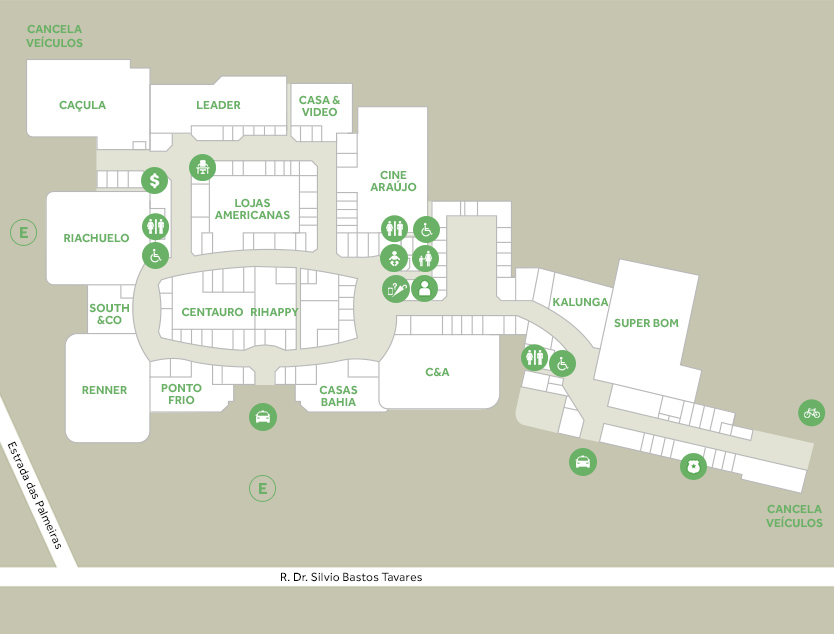 CANCELA
VEÍCULOS
CAÇULA
LEADER
CASA &
VIDEO
CINE
ARAÚJO
$
LOJAS
AMERICANAS
E
RIACHUELO
SOUTH
&CO
CENTAURO
RIHAPPY
KALUNGA
SUPER BOM
RENNER
PONTO
FRIO
CASAS
BAHIA
C&A
E
CANCELA
VEÍCULOS
Estrada das Palmeiras
R. Dr. Silvio Bastos Tavares